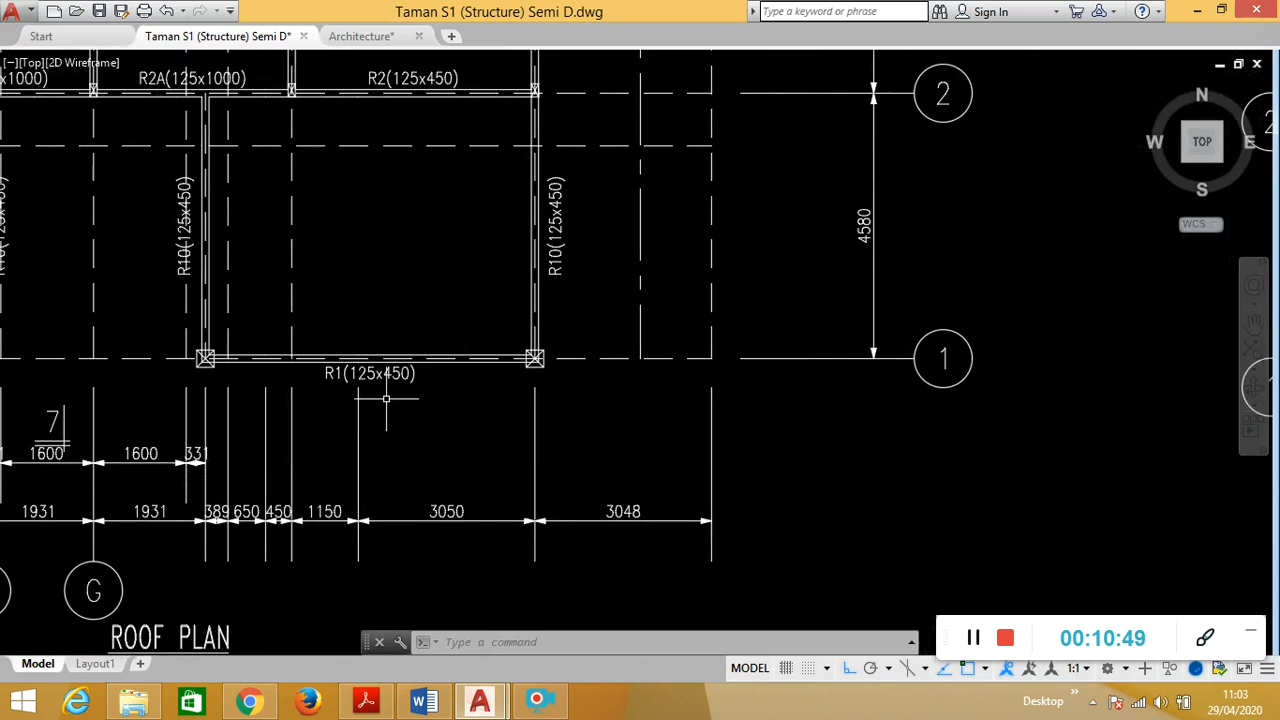 Taman S1 (Structure) Semi D.dwg
Type a keyword or phrase
Sign In
Start
Taman S1 (Structure) Semi D*
Architecture*
[−][Top][2D Wireframe]
x1000)
R2A(125x1000)
R2(125x450)
2
N
W
TOP
E
S
WCS
R10(125x450)
R10(125x450)
4580
R1(125x450)
1
7
1600
1600
331
1931
1931
389
650
450
1150
3050
3048
G
ROOF PLAN
Type a command
00:10:49
Model
Layout1
MODEL
1:1
Desktop
11:03
29/04/2020